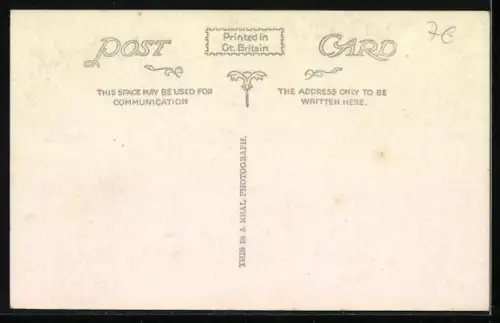 POST
Printed in
Gt. Britain
CARD
THIS SPACE MAY BE USED FOR
COMMUNICATION
THE ADDRESS ONLY TO BE
WRITTEN HERE.
THIS IS A REAL PHOTOGRAPH.